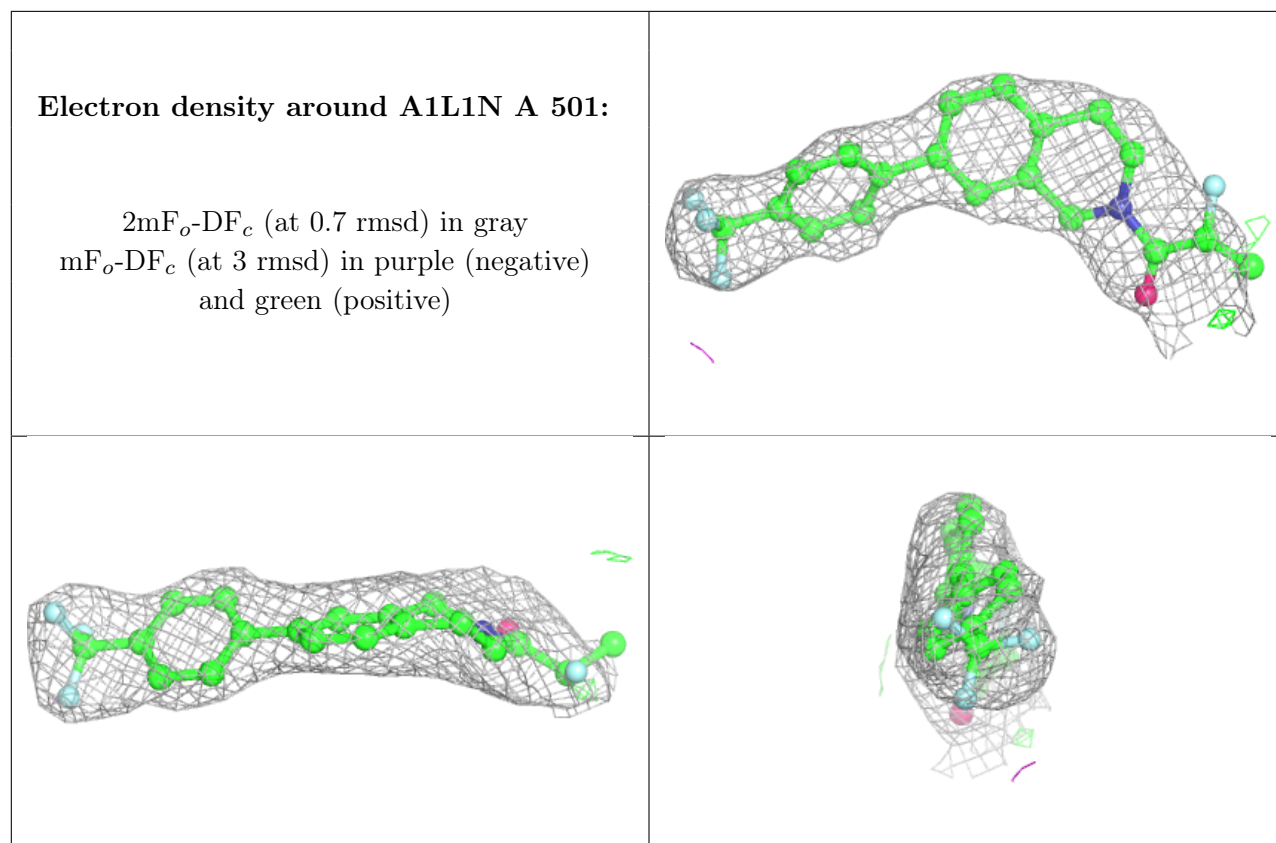 Electron density around A1L1N A 501:
2mFo-DFc (at 0.7 rmsd) in gray
mFo-DFc (at 3 rmsd) in purple (negative)
and green (positive)